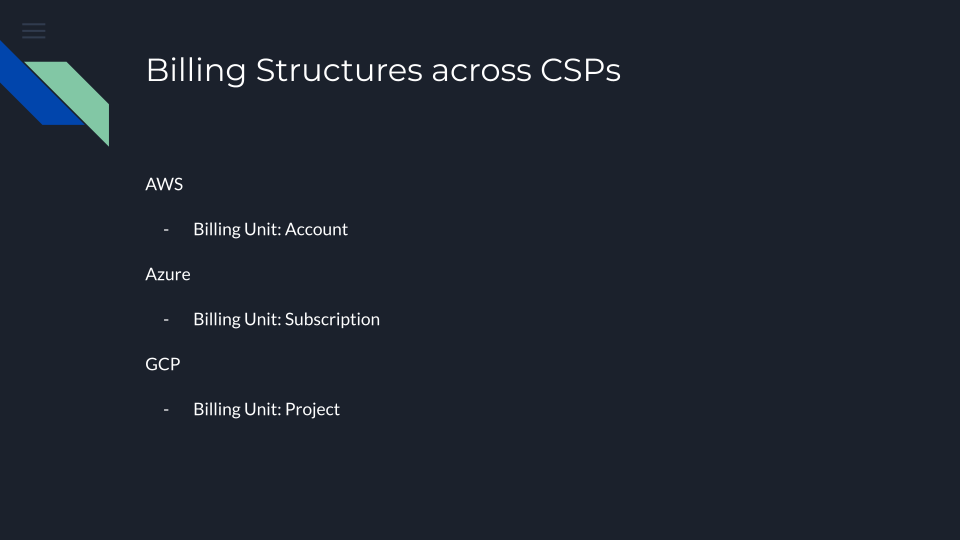 Billing Structures across CSPs
AWS
- Billing Unit: Account
Azure
- Billing Unit: Subscription
GCP
- Billing Unit: Project